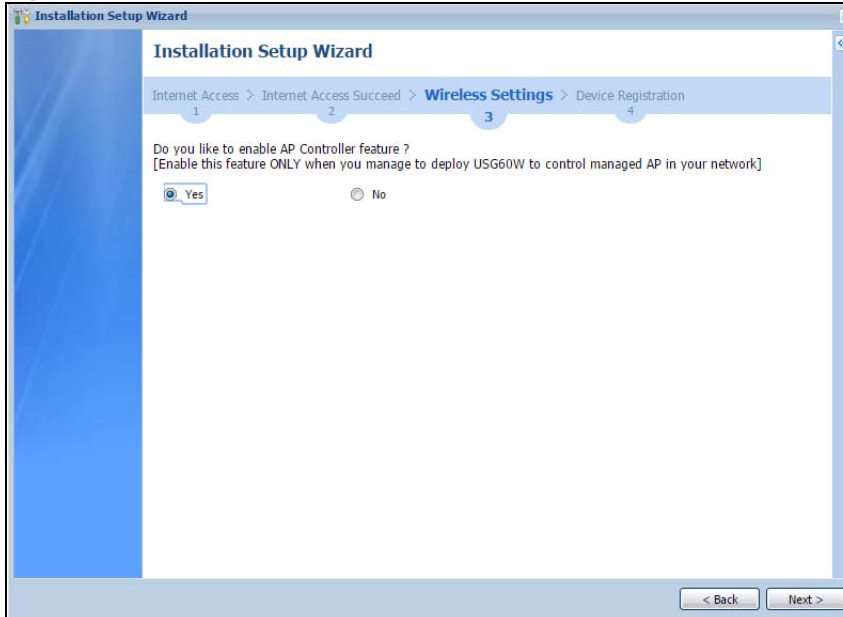 Installation Setup Wizard
Installation Setup Wizard
Internet Access > Internet Access Succeed > Wireless Settings > Device Registration
1 2 3 4
Do you like to enable AP Controller feature ?
[Enable this feature ONLY when you manage to deploy USG60W to control managed AP in your network]
Yes No
< Back Next >